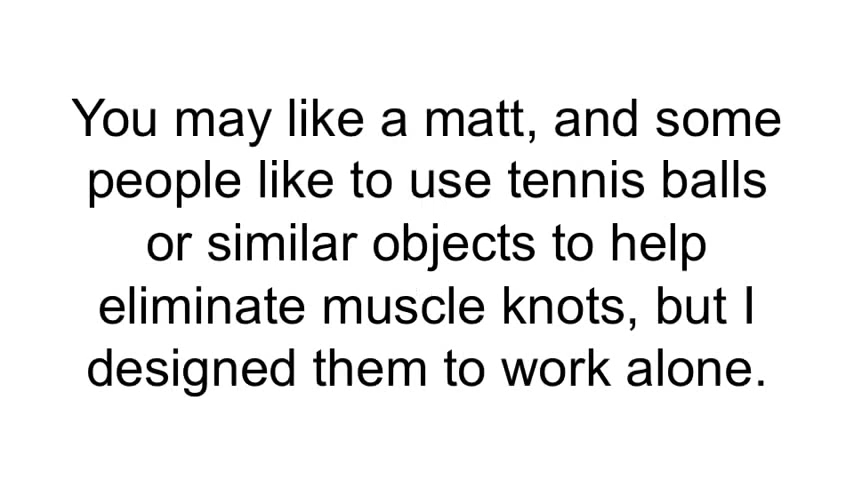 You may like a matt, and some
people like to use tennis balls
or similar objects to help
eliminate muscle knots, but I
designed them to work alone.